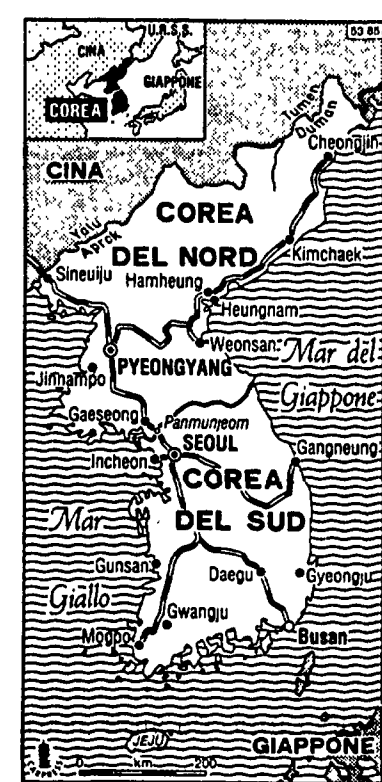 53 85
U.R.S.S.
CINA
GIAPPONE
COREA
Tumen
Duman
Cheongjin
CINA
COREA
DEL NORD
Yalu
Aprok
Kimchaek
Sineuiju
Hamheung
Heungnam
Weonsan
Mar del
Giappone
PYEONGYANG
Jinnampo
Gaeseong
Panmunjeom
SEOUL
Gangneung
Incheon
COREA
DEL SUD
Mar
Giallo
Gunsan
Daegu
Gyeongju
Gwangju
Mogpo
Busan
JEJU
GIAPPONE
0 km 200